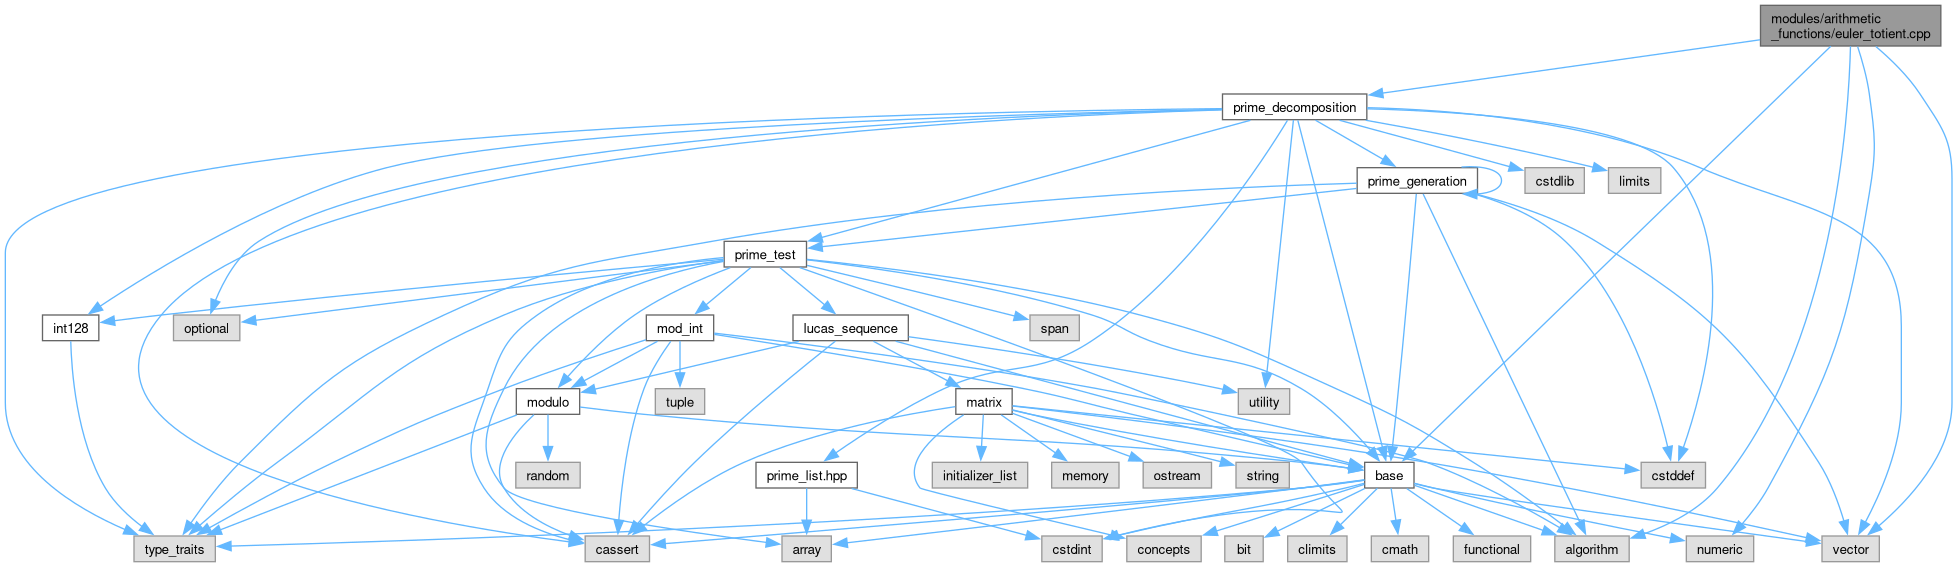 modules/arithmetic
_functions/euler_totient.cpp
prime_decomposition
prime_generation
cstdlib
limits
prime_test
int128
optional
mod_int
lucas_sequence
span
modulo
tuple
matrix
utility
random
prime_list.hpp
initializer_list
memory
ostream
string
base
cstddef
type_traits
cassert
array
cstdint
concepts
bit
climits
cmath
functional
algorithm
numeric
vector